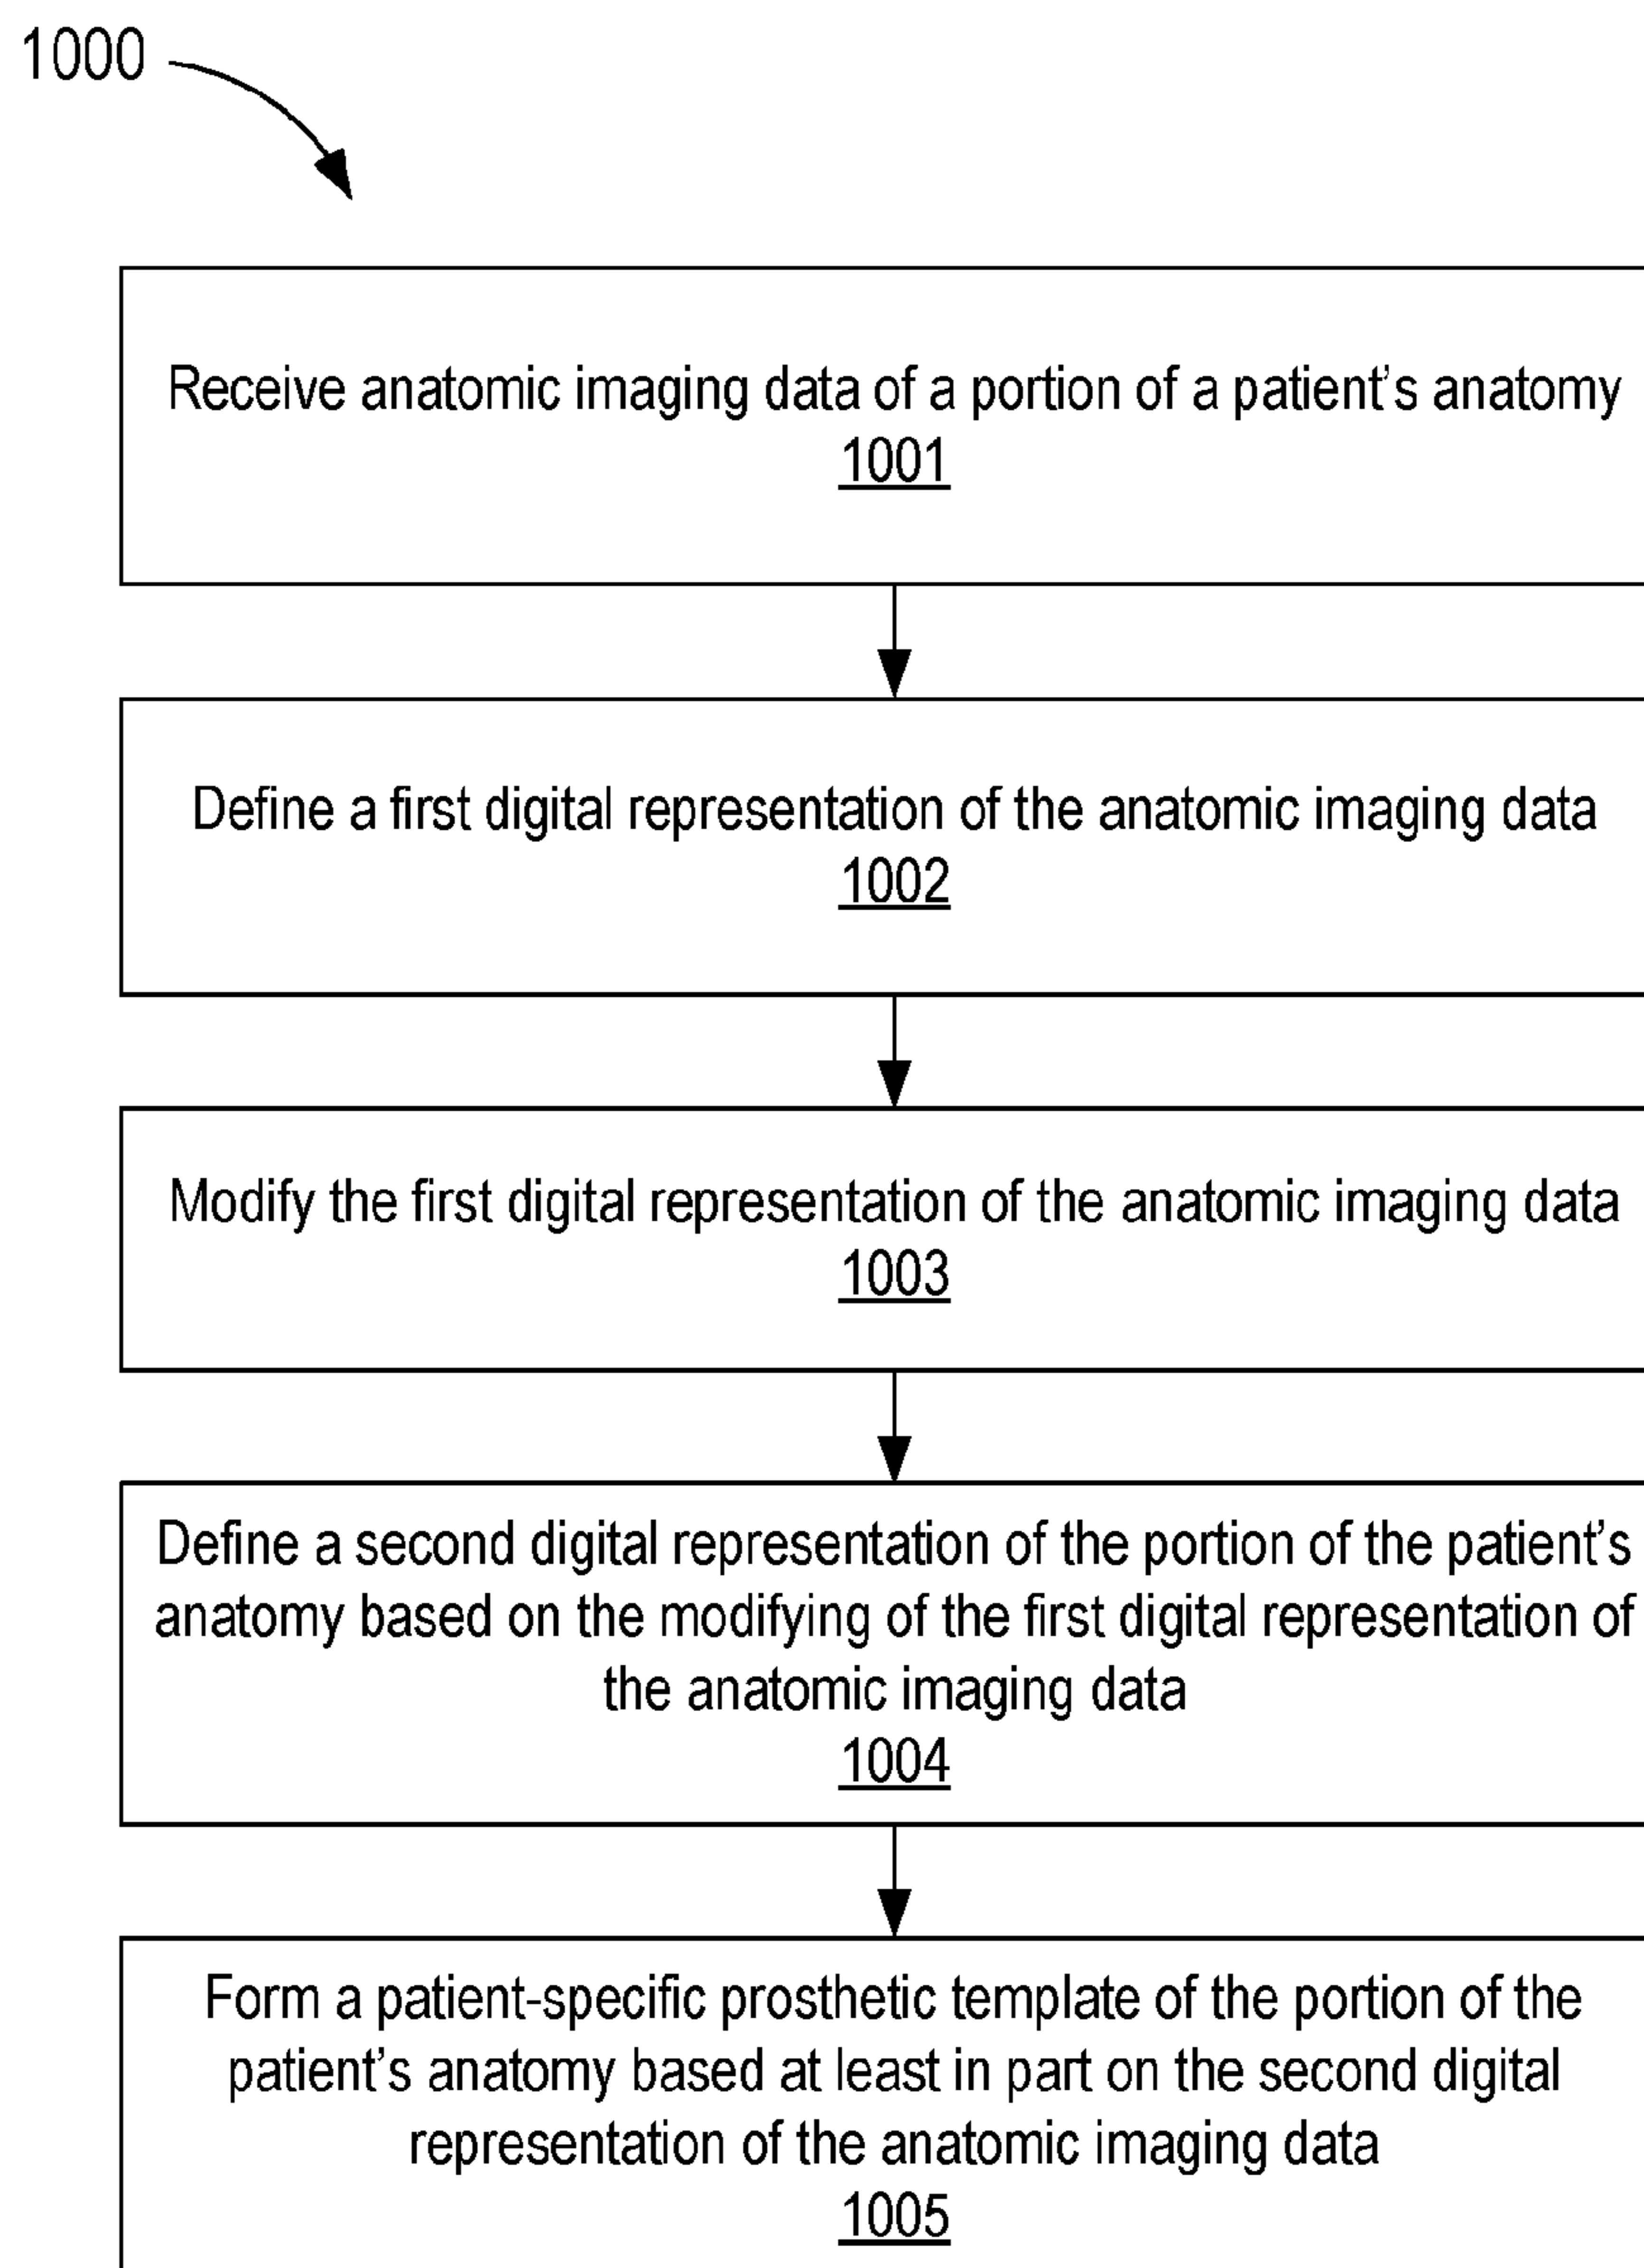 1000
Receive anatomic imaging data of a portion of a patient's anatomy
1001
Define a first digital representation of the anatomic imaging data
1002
Modify the first digital representation of the anatomic imaging data
1003
Define a second digital representation of the portion of the patient's
anatomy based on the modifying of the first digital representation of
the anatomic imaging data
1004
Form a patient-specific prosthetic template of the portion of the
patient's anatomy based at least in part on the second digital
representation of the anatomic imaging data
1005